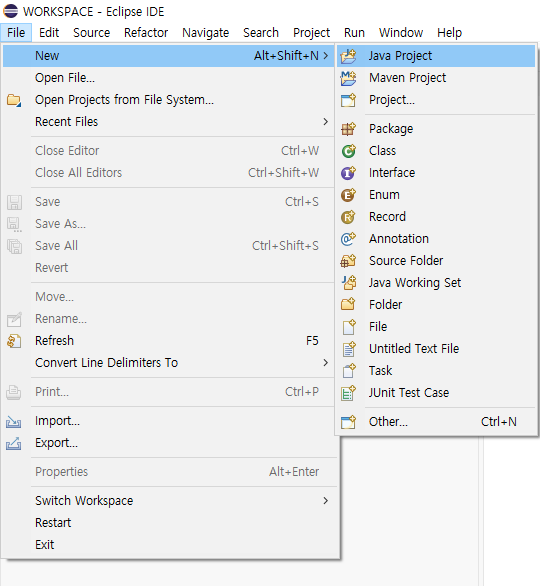 WORKSPACE - Eclipse IDE
File Edit Source Refactor Navigate Search Project Run Window Help
New Alt+Shift+N >
Open File...
Open Projects from File System...
Recent Files >
Close Editor Ctrl+W
Close All Editors Ctrl+Shift+W
Save Ctrl+S
Save As...
Save All Ctrl+Shift+S
Revert
Move...
Rename...
Refresh F5
Convert Line Delimiters To >
Print... Ctrl+P
Import...
Export...
Properties Alt+Enter
Switch Workspace >
Restart
Exit
Java Project
Maven Project
Project...
Package
Class
Interface
Enum
Record
Annotation
Source Folder
Java Working Set
Folder
File
Untitled Text File
Task
JUnit Test Case
Other... Ctrl+N